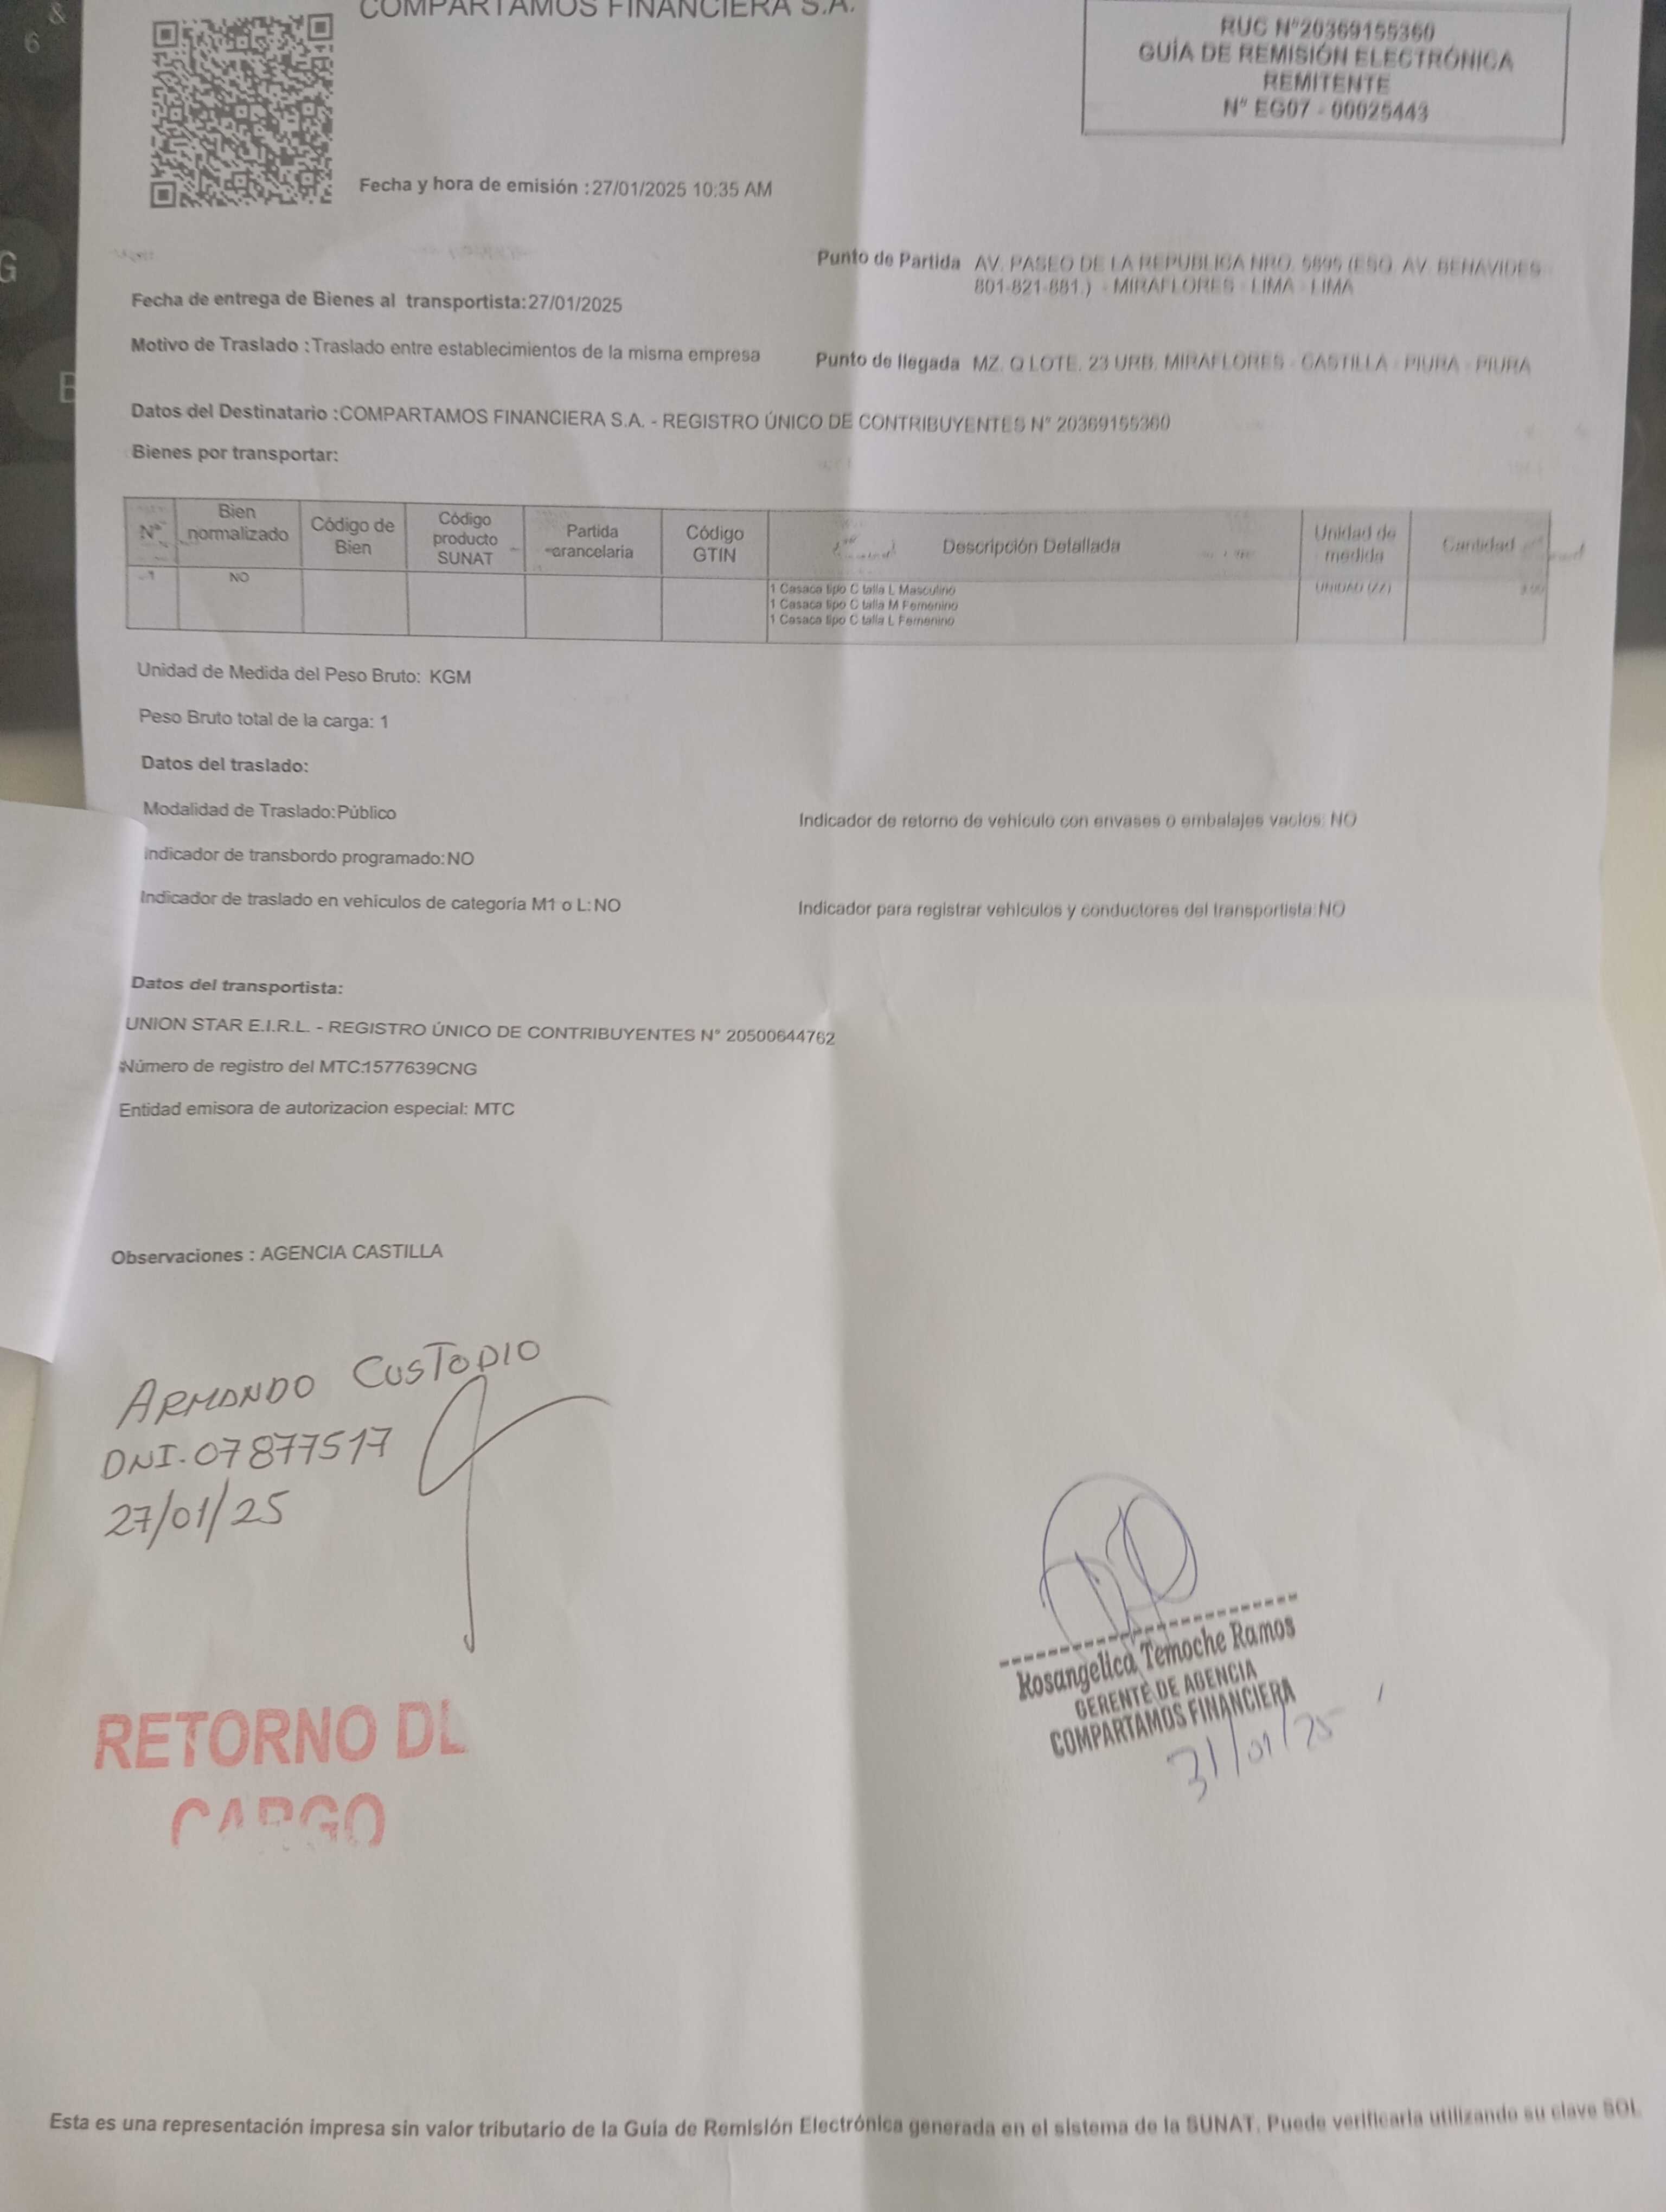 COMPARTAMOS FINANCIERA S.A.
RUC N°20369155360
GUÍA DE REMISIÓN ELECTRÓNICA
REMITENTE
N° EG07 - 00025443
Fecha y hora de emisión : 27/01/2025 10:35 AM
Punto de Partida AV. PASEO DE LA REPUBLICA NRO. 5895 (ESQ. AV. BENAVIDES
801-821-881.) - MIRAFLORES - LIMA - LIMA
Fecha de entrega de Bienes al transportista: 27/01/2025
Motivo de Traslado : Traslado entre establecimientos de la misma empresa
Punto de llegada MZ. Q LOTE. 23 URB. MIRAFLORES - CASTILLA - PIURA - PIURA
Datos del Destinatario : COMPARTAMOS FINANCIERA S.A. - REGISTRO ÚNICO DE CONTRIBUYENTES N° 20369155360
Bienes por transportar:
N° Bien normalizado Código de Bien Código producto SUNAT Partida arancelaria Código GTIN Descripción Detallada Unidad de medida Cantidad
1 NO 1 Casaca tipo C talla L Masculino UNIDAD (ZZ)
1 Casaca tipo C talla M Femenino
1 Casaca tipo C talla L Femenino
Unidad de Medida del Peso Bruto: KGM
Peso Bruto total de la carga: 1
Datos del traslado:
Modalidad de Traslado: Público
Indicador de retorno de vehículo con envases o embalajes vacíos: NO
Indicador de transbordo programado: NO
Indicador de traslado en vehículos de categoría M1 o L: NO
Indicador para registrar vehículos y conductores del transportista: NO
Datos del transportista:
UNION STAR E.I.R.L. - REGISTRO ÚNICO DE CONTRIBUYENTES N° 20500644762
Número de registro del MTC:1577639CNG
Entidad emisora de autorizacion especial: MTC
Observaciones : AGENCIA CASTILLA
ARMANDO CUSTODIO
DNI. 07877517
27/01/25
Rosangelica Temoche Ramos
GERENTE DE AGENCIA
COMPARTAMOS FINANCIERA
31/01/25
RETORNO DE
CARGO
Esta es una representación impresa sin valor tributario de la Guía de Remisión Electrónica generada en el sistema de la SUNAT. Puede verificarla utilizando su clave SOL